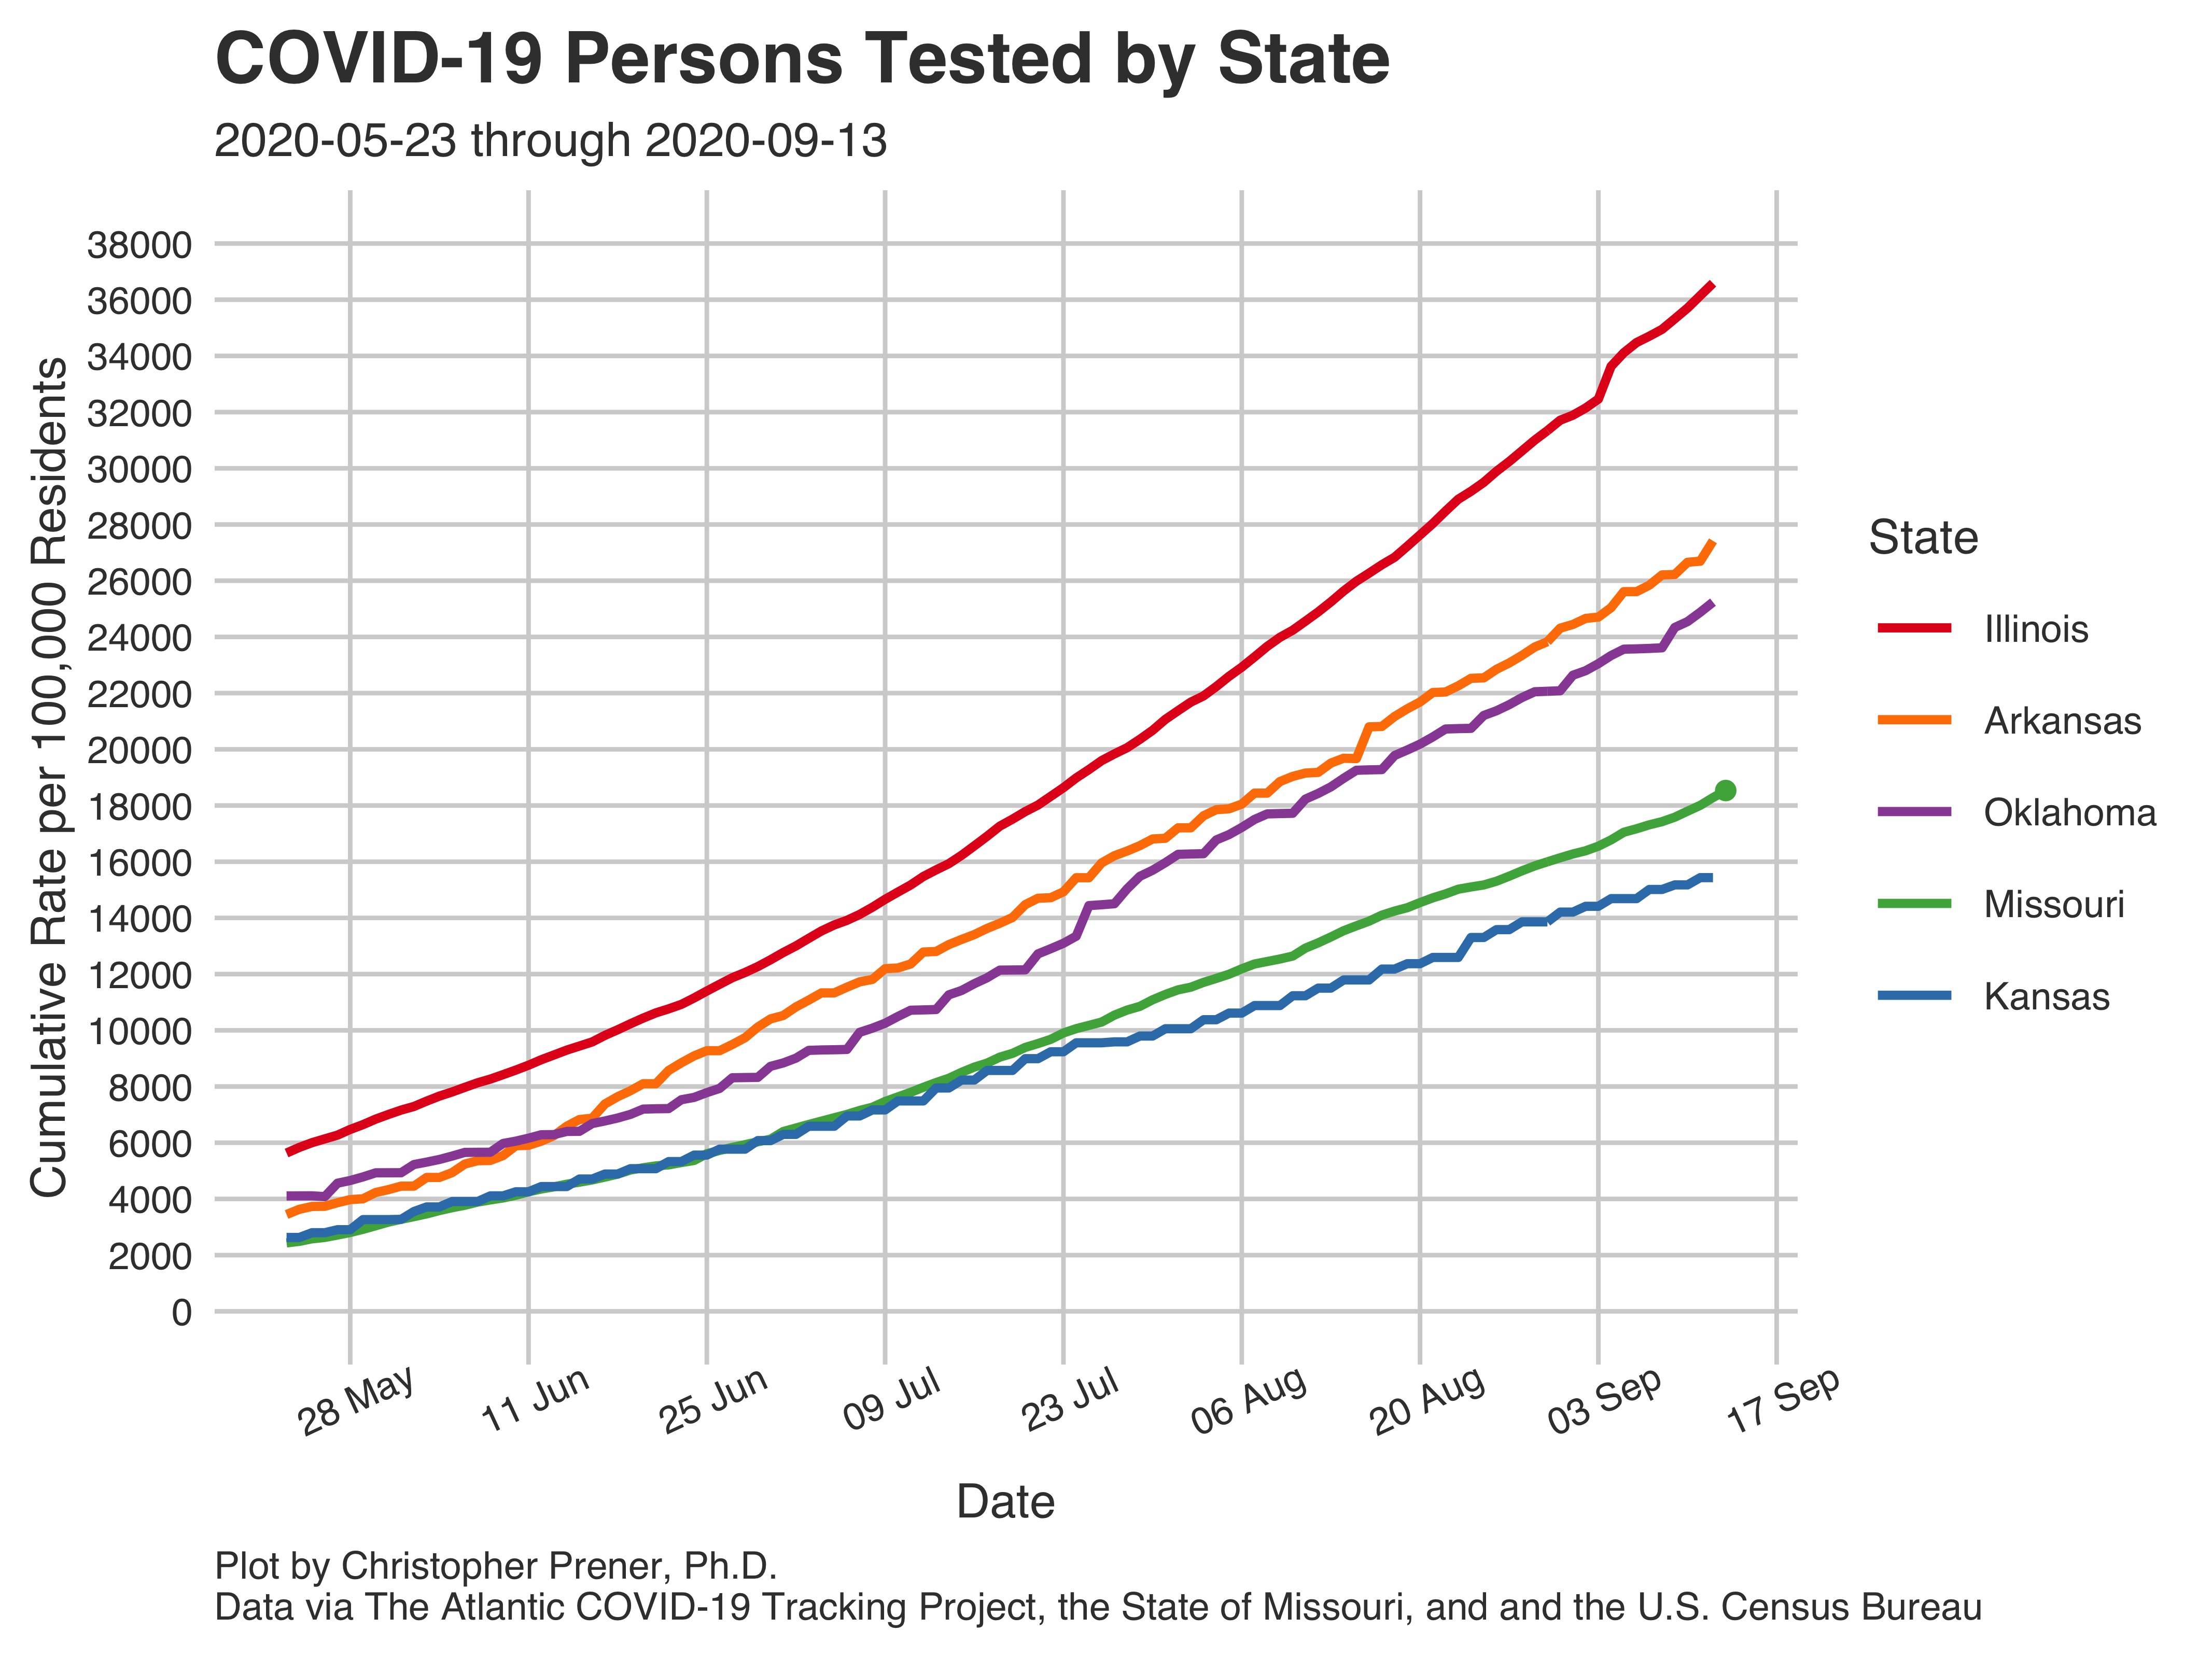 COVID-19 Persons Tested by State
2020-05-23 through 2020-09-13
Cumulative Rate per 100,000 Residents
38000
36000
34000
32000
30000
28000
26000
24000
22000
20000
18000
16000
14000
12000
10000
8000
6000
4000
2000
0
28 May
11 Jun
25 Jun
09 Jul
23 Jul
06 Aug
20 Aug
03 Sep
17 Sep
Date
State
Illinois
Arkansas
Oklahoma
Missouri
Kansas
Plot by Christopher Prener, Ph.D.
Data via The Atlantic COVID-19 Tracking Project, the State of Missouri, and and the U.S. Census Bureau